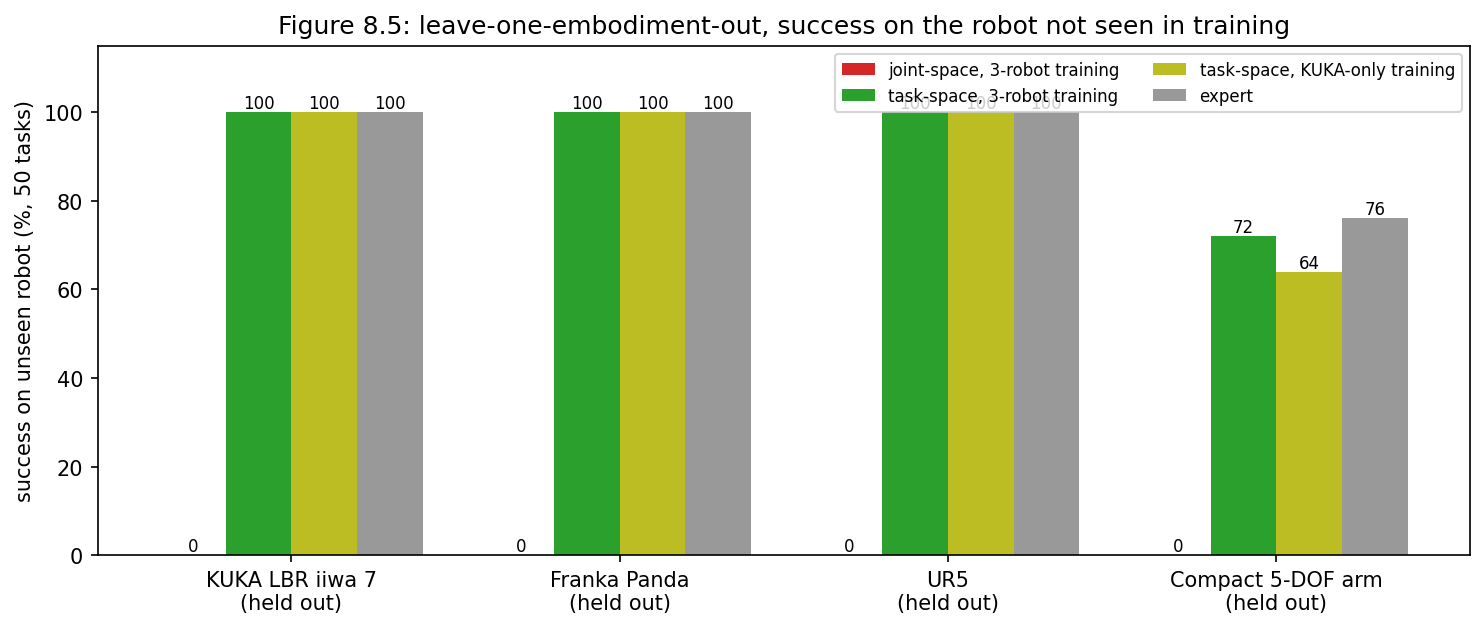 Figure 8.5: leave-one-embodiment-out, success on the robot not seen in training
success on unseen robot (%, 50 tasks)
joint-space, 3-robot training
task-space, 3-robot training
task-space, KUKA-only training
expert
100
80
60
40
20
0
0 100 100 100
0 100 100 100
0 100 100 100
0 72 64 76
KUKA LBR iiwa 7
(held out)
Franka Panda
(held out)
UR5
(held out)
Compact 5-DOF arm
(held out)